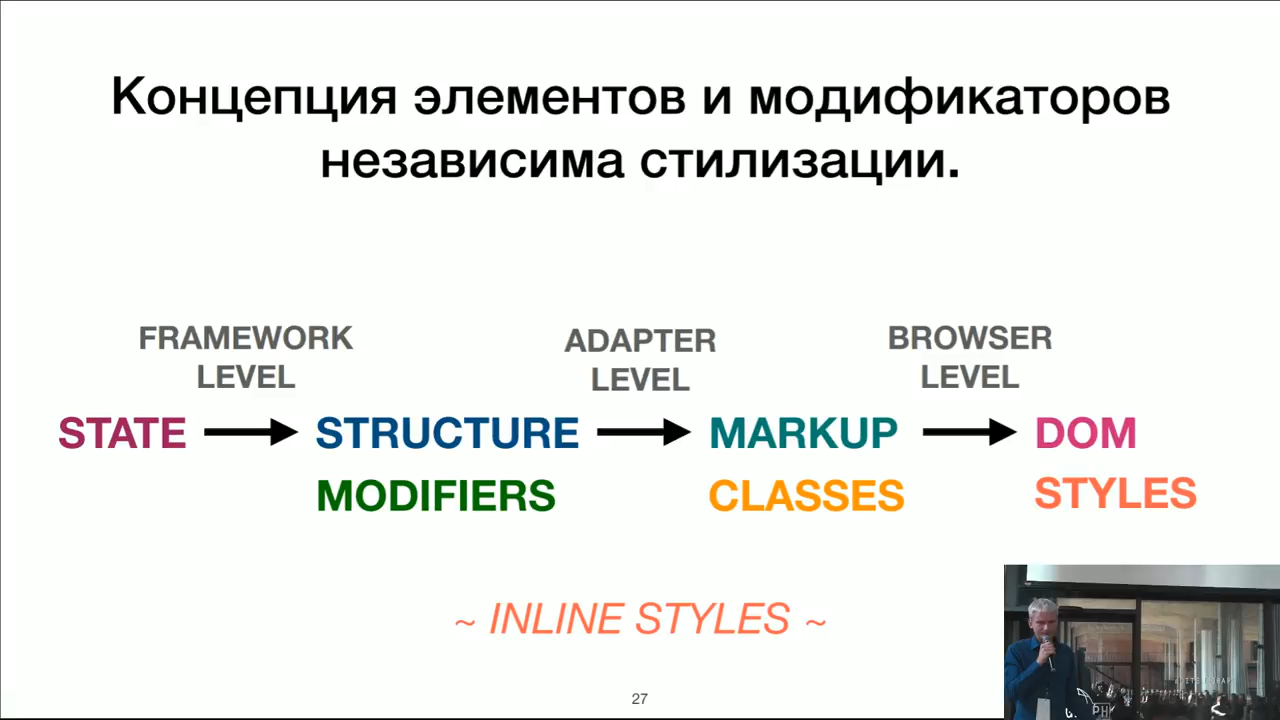 Концепция элементов и модификаторов
независима стилизации.
FRAMEWORK
LEVEL
ADAPTER
LEVEL
BROWSER
LEVEL
STATE → STRUCTURE → MARKUP → DOM
MODIFIERS CLASSES STYLES
~ INLINE STYLES ~
27
PH